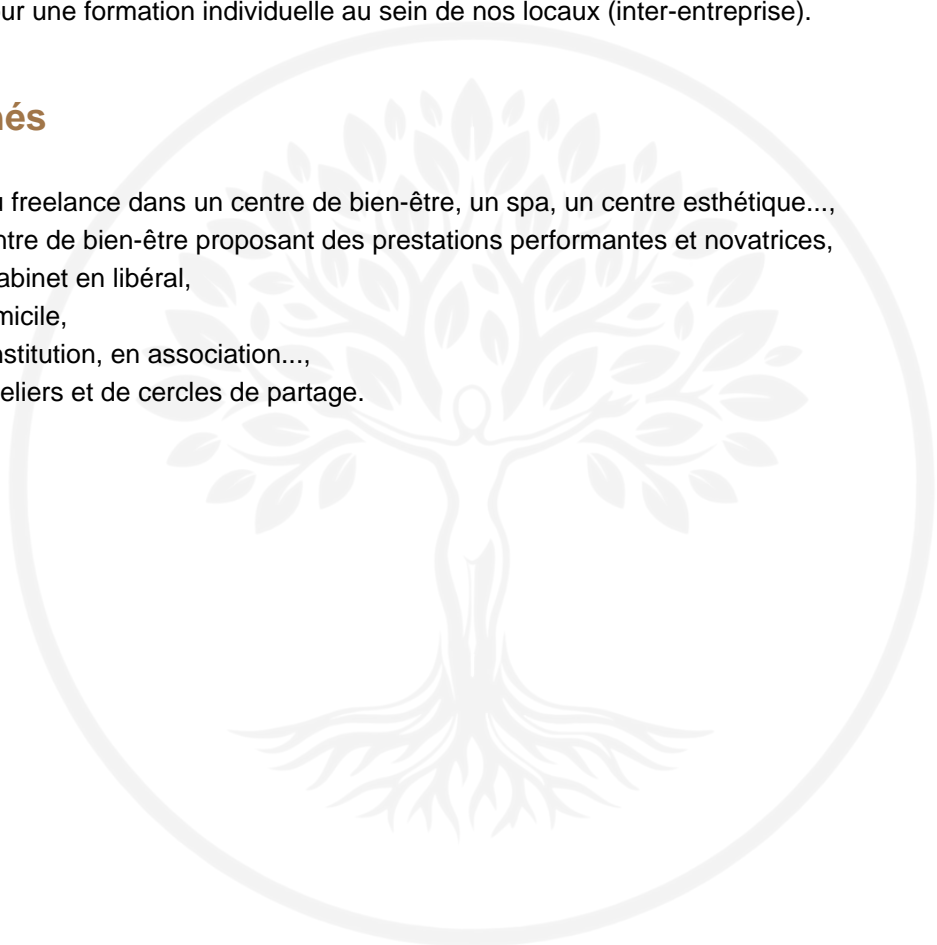 ur une formation individuelle au sein de nos locaux (inter-entreprise).
és
freelance dans un centre de bien-être, un spa, un centre esthétique...,
ntre de bien-être proposant des prestations performantes et novatrices,
abinet en libéral,
micile,
nstitution, en association...,
eliers et de cercles de partage.